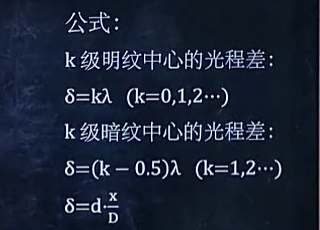 公式：
k 级明纹中心的光程差：
δ=kλ (k=0,1,2⋯)
k 级暗纹中心的光程差：
δ=(k − 0.5)λ (k=1,2⋯)
δ=d·x/D